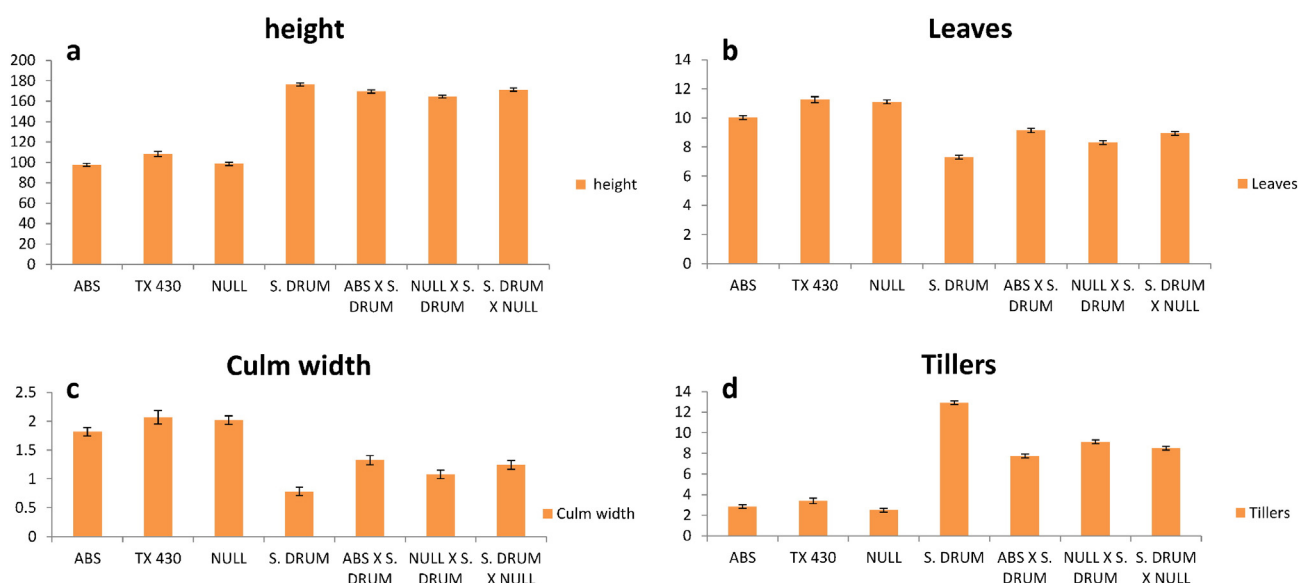 height
a
200
180
160
140
120
100
80
60
40
20
0
ABS TX 430 NULL S. DRUM ABS X S. NULL X S. S. DRUM
DRUM DRUM X NULL
height
Leaves
b
14
12
10
8
6
4
2
0
ABS TX 430 NULL S. DRUM ABS X S. NULL X S. S. DRUM
DRUM DRUM X NULL
Leaves
Culm width
c
2.5
2
1.5
1
0.5
0
ABS TX 430 NULL S. DRUM ABS X S. NULL X S. S. DRUM
DRUM DRUM X NULL
Culm width
Tillers
d
14
12
10
8
6
4
2
0
ABS TX 430 NULL S. DRUM ABS X S. NULL X S. S. DRUM
DRUM DRUM X NULL
Tillers